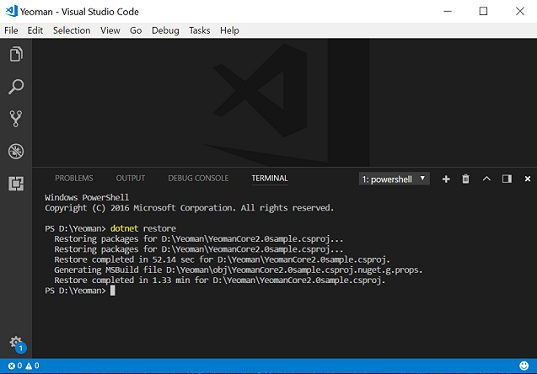 Yeoman - Visual Studio Code
File Edit Selection View Go Debug Tasks Help
PROBLEMS OUTPUT DEBUG CONSOLE TERMINAL 1: powershell
Windows PowerShell
Copyright (C) 2016 Microsoft Corporation. All rights reserved.
PS D:\Yeoman> dotnet restore
Restoring packages for D:\Yeoman\YeomanCore2.0sample.csproj...
Restoring packages for D:\Yeoman\YeomanCore2.0sample.csproj...
Restore completed in 52.14 sec for D:\Yeoman\YeomanCore2.0sample.csproj.
Generating MSBuild file D:\Yeoman\obj\YeomanCore2.0sample.csproj.nuget.g.props.
Restore completed in 1.33 min for D:\Yeoman\YeomanCore2.0sample.csproj.
PS D:\Yeoman>
1
0 0